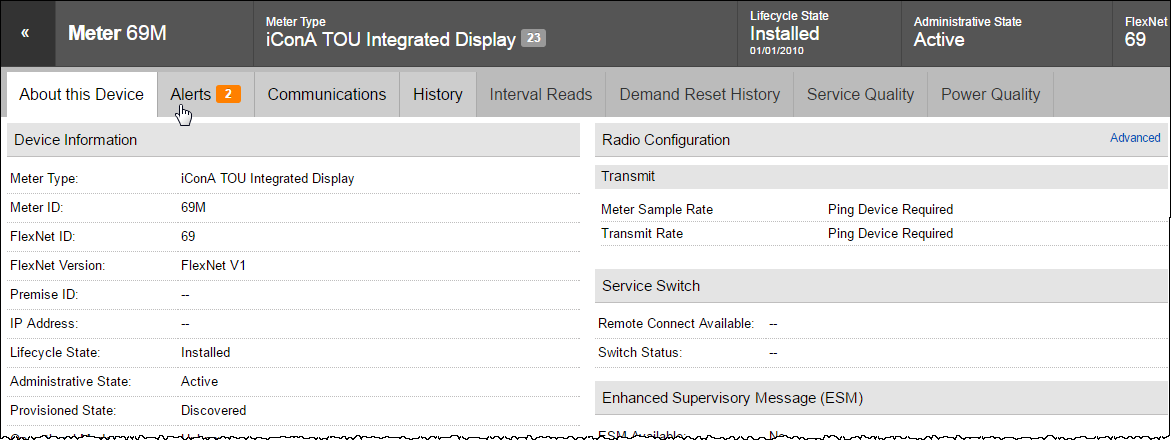 «
Meter 69M
Meter Type
iConA TOU Integrated Display 23
Lifecycle State
Installed
01/01/2010
Administrative State
Active
FlexNet
69
About this Device
Alerts 2
Communications
History
Interval Reads
Demand Reset History
Service Quality
Power Quality
Device Information
Meter Type: iConA TOU Integrated Display
Meter ID: 69M
FlexNet ID: 69
FlexNet Version: FlexNet V1
Premise ID: --
IP Address: --
Lifecycle State: Installed
Administrative State: Active
Provisioned State: Discovered
Radio Configuration Advanced
Transmit
Meter Sample Rate Ping Device Required
Transmit Rate Ping Device Required
Service Switch
Remote Connect Available: --
Switch Status: --
Enhanced Supervisory Message (ESM)
ESM Available: No